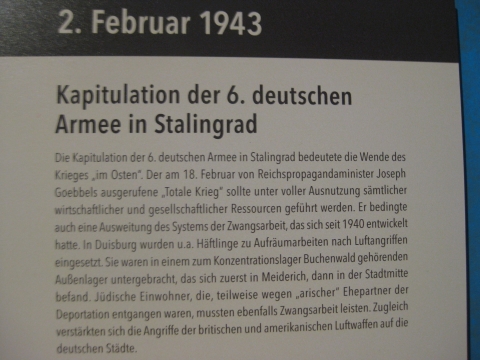 2. Februar 1943
Kapitulation der 6. deutschen
Armee in Stalingrad
Die Kapitulation der 6. deutschen Armee in Stalingrad bedeutete die Wende des
Krieges „im Osten“. Der am 18. Februar von Reichspropagandaminister Joseph
Goebbels ausgerufene „Totale Krieg“ sollte unter voller Ausnutzung sämtlicher
wirtschaftlicher und gesellschaftlicher Ressourcen geführt werden. Er bedingte
auch eine Ausweitung des Systems der Zwangsarbeit, das sich seit 1940 entwickelt
hatte. In Duisburg wurden u.a. Häftlinge zu Aufräumarbeiten nach Luftangriffen
eingesetzt. Sie waren in einem zum Konzentrationslager Buchenwald gehörenden
Außenlager untergebracht, das sich zuerst in Meiderich, dann in der Stadtmitte
befand. Jüdische Einwohner, die, teilweise wegen „arischer“ Ehepartner der
Deportation entgangen waren, mussten ebenfalls Zwangsarbeit leisten. Zugleich
verstärkten sich die Angriffe der britischen und amerikanischen Luftwaffen auf die
deutschen Städte.